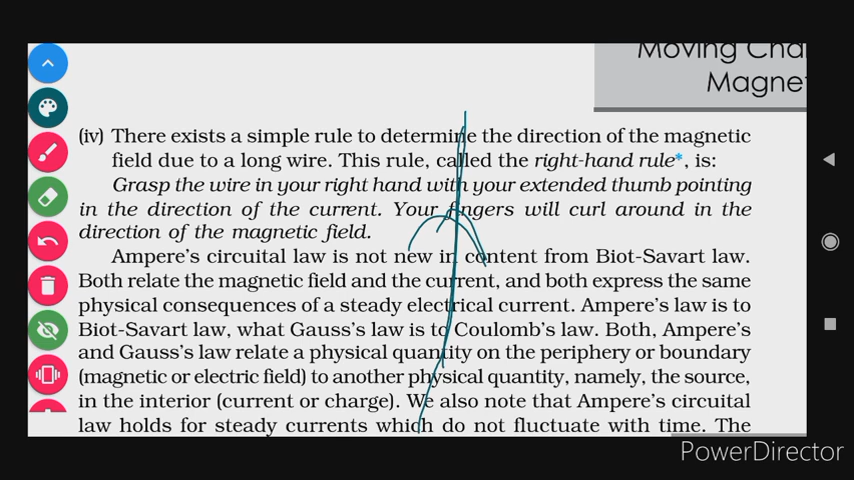 Moving Cha
Magne
(iv) There exists a simple rule to determine the direction of the magnetic
field due to a long wire. This rule, called the right-hand rule*, is:
Grasp the wire in your right hand with your extended thumb pointing
in the direction of the current. Your fingers will curl around in the
direction of the magnetic field.
Ampere's circuital law is not new in content from Biot-Savart law.
Both relate the magnetic field and the current, and both express the same
physical consequences of a steady electrical current. Ampere's law is to
Biot-Savart law, what Gauss's law is to Coulomb's law. Both, Ampere's
and Gauss's law relate a physical quantity on the periphery or boundary
(magnetic or electric field) to another physical quantity, namely, the source,
in the interior (current or charge). We also note that Ampere's circuital
law holds for steady currents which do not fluctuate with time. The
PowerDirector